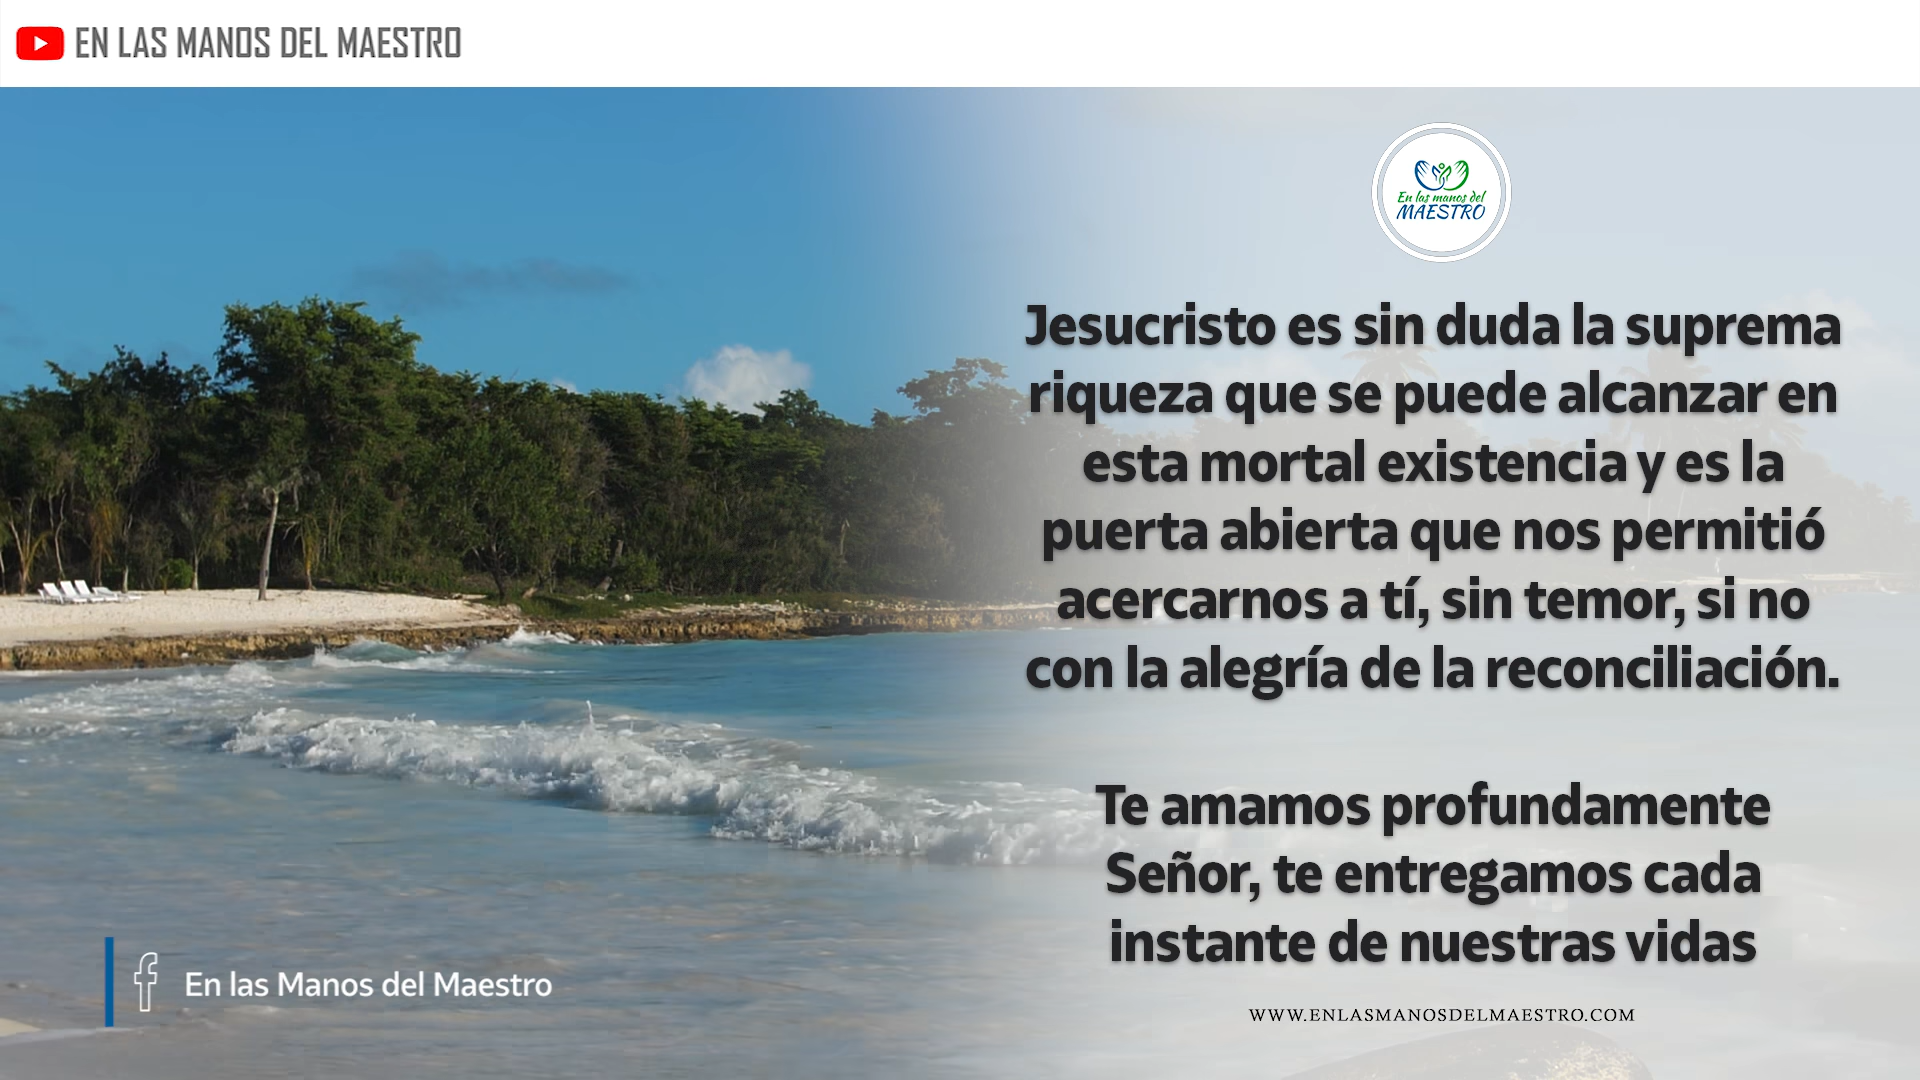 EN LAS MANOS DEL MAESTRO
En las manos del
MAESTRO
Jesucristo es sin duda la suprema
riqueza que se puede alcanzar en
esta mortal existencia y es la
puerta abierta que nos permitió
acercarnos a tí, sin temor, si no
con la alegría de la reconciliación.
Te amamos profundamente
Señor, te entregamos cada
instante de nuestras vidas
En las Manos del Maestro
WWW.ENLASMANOSDELMAESTRO.COM